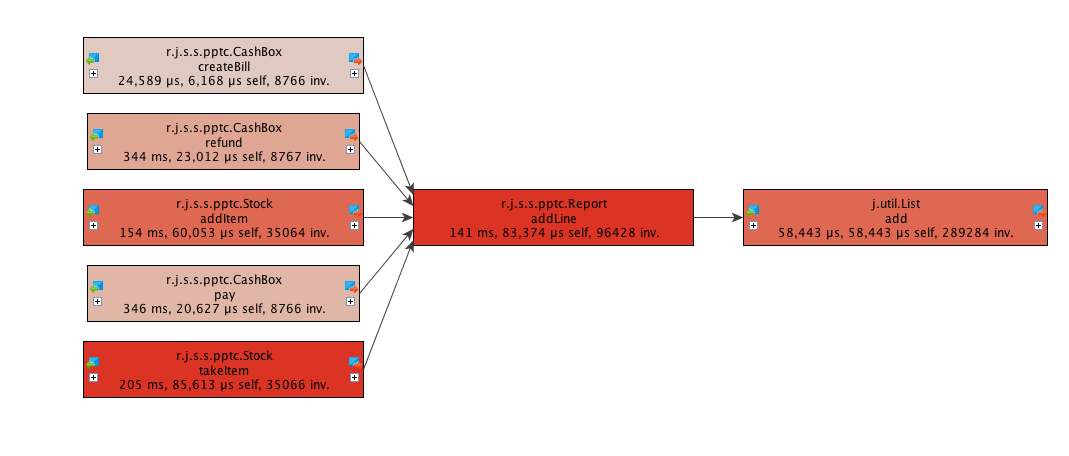 r.j.s.s.pptc.CashBox
createBill
24,589 µs, 6,168 µs self, 8766 inv.
r.j.s.s.pptc.CashBox
refund
344 ms, 23,012 µs self, 8767 inv.
r.j.s.s.pptc.Stock
addItem
154 ms, 60,053 µs self, 35064 inv.
r.j.s.s.pptc.CashBox
pay
346 ms, 20,627 µs self, 8766 inv.
r.j.s.s.pptc.Stock
takeItem
205 ms, 85,613 µs self, 35066 inv.
r.j.s.s.pptc.Report
addLine
141 ms, 83,374 µs self, 96428 inv.
j.util.List
add
58,443 µs, 58,443 µs self, 289284 inv.